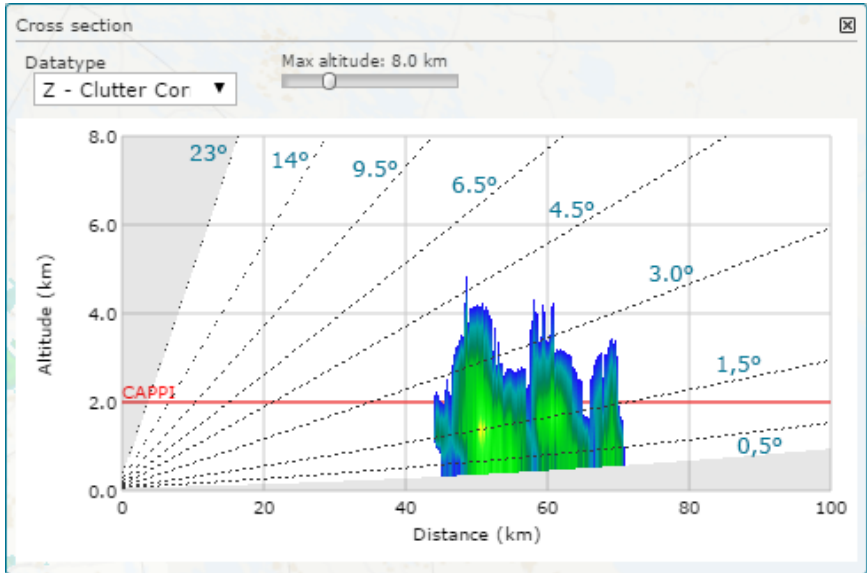 Cross section
Datatype
Max altitude: 8.0 km
Z - Clutter Cor
8.0
23º
14º
9.5º
6.5º
4.5º
6.0
3.0º
4.0
1,5º
CAPPI
2.0
0,5º
0.0
0
20
40
60
80
100
Altitude (km)
Distance (km)